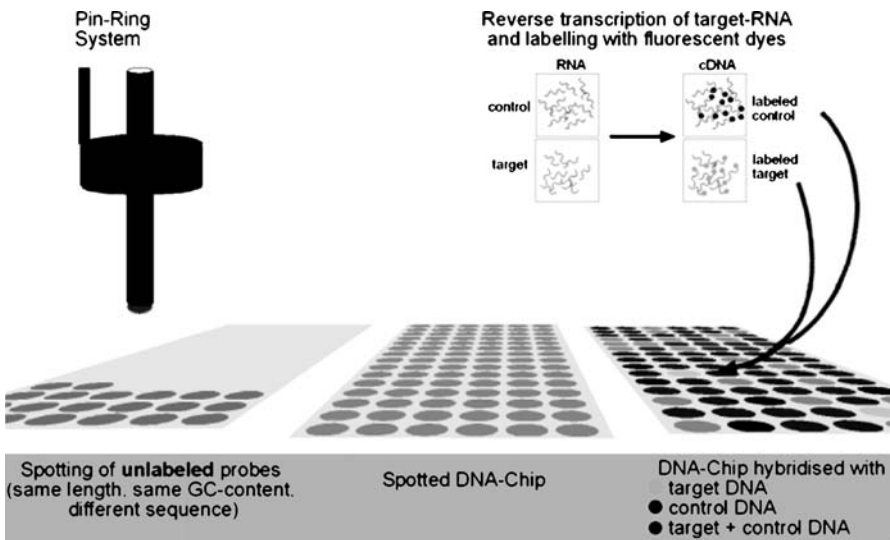 Pin-Ring
System
Reverse transcription of target-RNA
and labelling with fluorescent dyes
RNA
cDNA
control
labeled
control
target
labeled
target
Spotting of unlabeled probes
(same length, same GC-content,
different sequence)
Spotted DNA-Chip
DNA-Chip hybridised with
target DNA
control DNA
target + control DNA